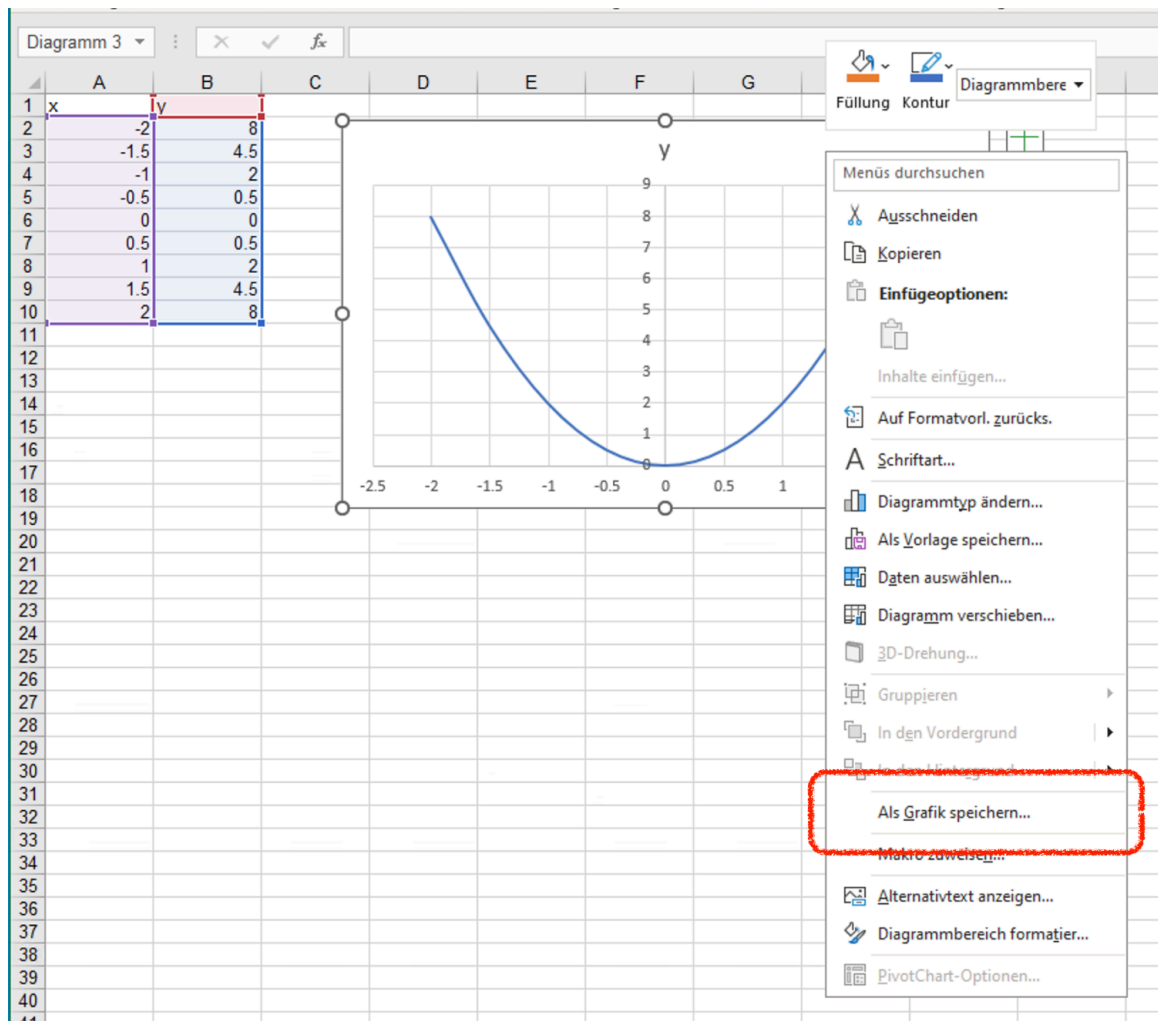 Diagramm 3
fx
Füllung Kontur Diagrammbere
A B C D E F G
1 x y
2 -2 8
3 -1.5 4.5
4 -1 2
5 -0.5 0.5
6 0 0
7 0.5 0.5
8 1 2
9 1.5 4.5
10 2 8
11
12
13
14
15
16
17
18
19
20
21
22
23
24
25
26
27
28
29
30
31
32
33
34
35
36
37
38
39
40
y
9
8
7
6
5
4
3
2
1
0
-2.5 -2 -1.5 -1 -0.5 0 0.5 1
Menüs durchsuchen
Ausschneiden
Kopieren
Einfügeoptionen:
Inhalte einfügen...
Auf Formatvorl. zurücks.
Schriftart...
Diagrammtyp ändern...
Als Vorlage speichern...
Daten auswählen...
Diagramm verschieben...
3D-Drehung...
Gruppieren
In den Vordergrund
In den Hintergrund
Als Grafik speichern...
Makro zuweisen...
Alternativtext anzeigen...
Diagrammbereich formatier...
PivotChart-Optionen...